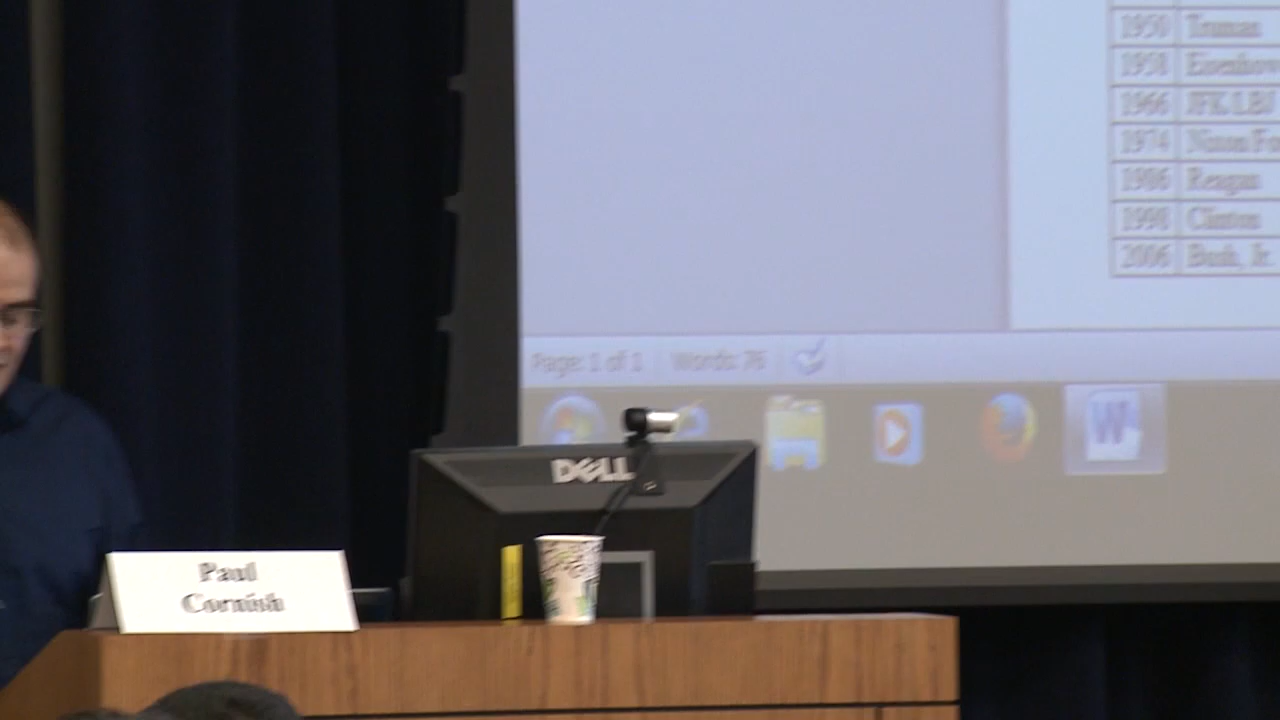 1950 Truman
1958 Eisenhow
1966 JFK LBJ
1974 Nixon Fo
1986 Reagan
1998 Clinton
2006 Bush, Jr.
Page: 1 of 1 Words: 76
W
DELL
Paul
Cornish